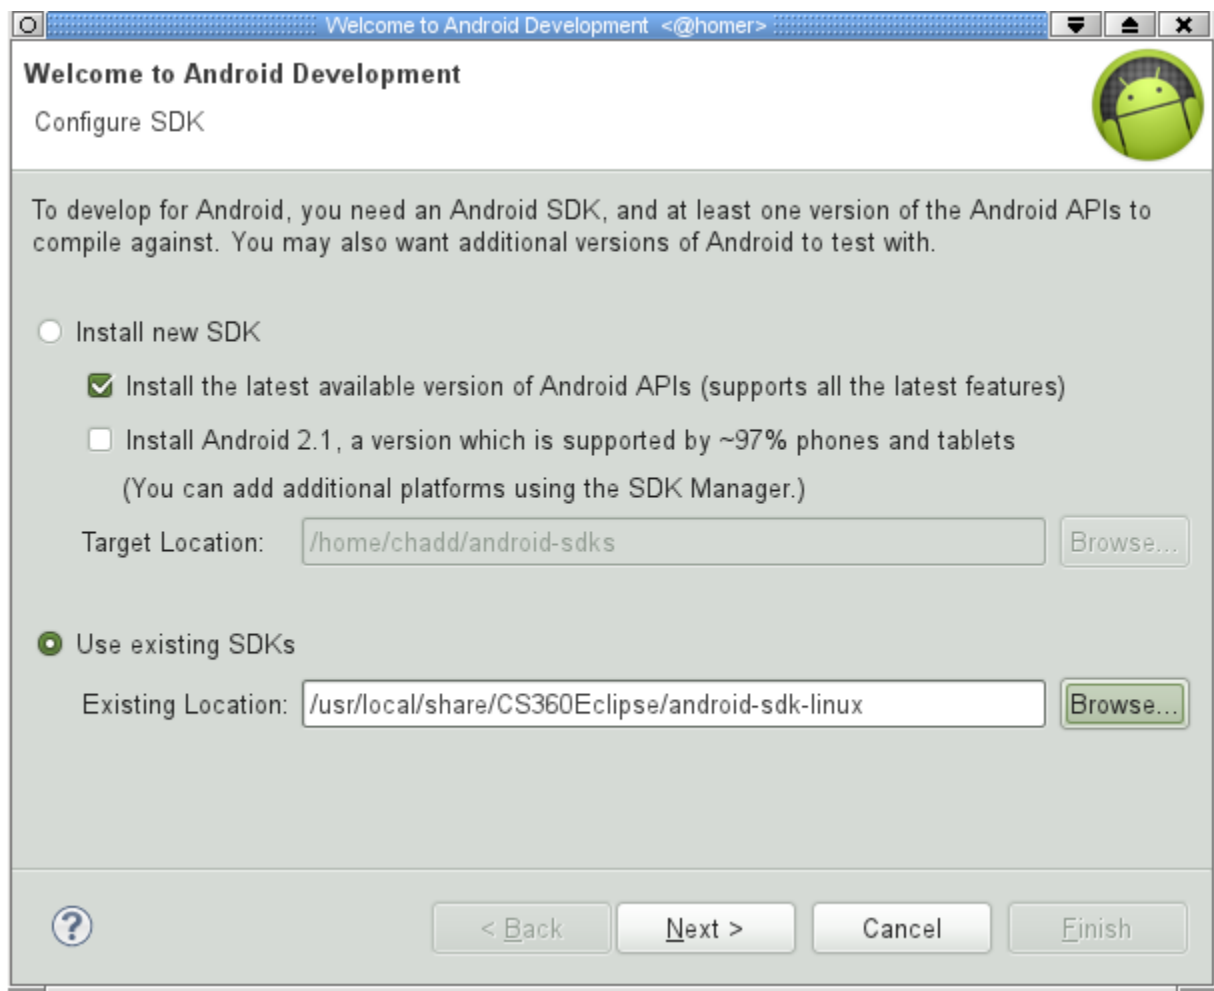 Welcome to Android Development <@homer>
Welcome to Android Development
Configure SDK
To develop for Android, you need an Android SDK, and at least one version of the Android APIs to
compile against. You may also want additional versions of Android to test with.
Install new SDK
Install the latest available version of Android APIs (supports all the latest features)
Install Android 2.1, a version which is supported by ~97% phones and tablets
(You can add additional platforms using the SDK Manager.)
Target Location: /home/chadd/android-sdks Browse...
Use existing SDKs
Existing Location: /usr/local/share/CS360Eclipse/android-sdk-linux Browse...
? < Back Next > Cancel Finish